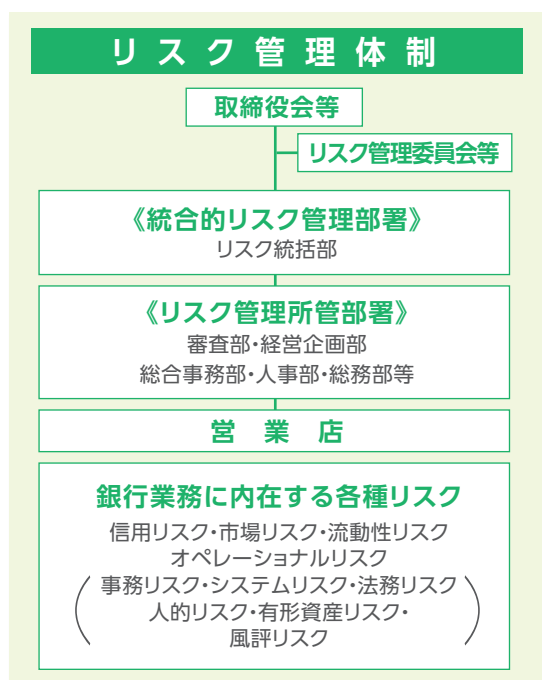 リスク管理体制
取締役会等
リスク管理委員会等
《統合的リスク管理部署》
リスク統括部
《リスク管理所管部署》
審査部・経営企画部
総合事務部・人事部・総務部等
営業店
銀行業務に内在する各種リスク
信用リスク・市場リスク・流動性リスク
オペレーショナルリスク
（事務リスク・システムリスク・法務リスク
人的リスク・有形資産リスク・
風評リスク）